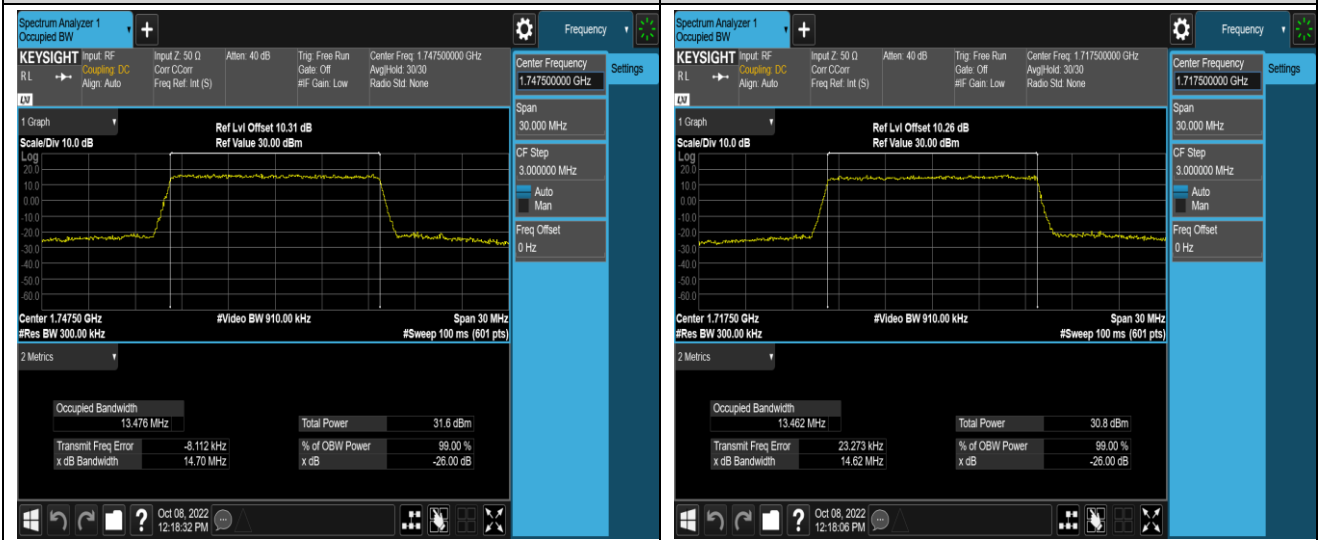 Spectrum Analyzer 1
Occupied BW
Frequency
KEYSIGHT
Input: RF
Input Z: 50 Ω
Atten: 40 dB
Trig: Free Run
Center Freq: 1.747500000 GHz
RL
Coupling: DC
Corr CCorr
Gate: Off
Avg|Hold: 30/30
Align: Auto
Freq Ref: Int (S)
#IF Gain: Low
Radio Std: None
LXI
Center Frequency
1.747500000 GHz
Settings
Span
30.000 MHz
CF Step
3.000000 MHz
Auto
Man
Freq Offset
0 Hz
1 Graph
Ref Lvl Offset 10.31 dB
Scale/Div 10.0 dB
Ref Value 30.00 dBm
Log
20.0
10.0
0.00
-10.0
-20.0
-30.0
-40.0
-50.0
-60.0
Center 1.74750 GHz
#Video BW 910.00 kHz
Span 30 MHz
#Res BW 300.00 kHz
#Sweep 100 ms (601 pts)
2 Metrics
Occupied Bandwidth
13.476 MHz
Total Power
31.6 dBm
Transmit Freq Error
-8.112 kHz
% of OBW Power
99.00 %
x dB Bandwidth
14.70 MHz
x dB
-26.00 dB
?
Oct 08, 2022
12:18:32 PM
Spectrum Analyzer 1
Occupied BW
Frequency
KEYSIGHT
Input: RF
Input Z: 50 Ω
Atten: 40 dB
Trig: Free Run
Center Freq: 1.717500000 GHz
RL
Coupling: DC
Corr CCorr
Gate: Off
Avg|Hold: 30/30
Align: Auto
Freq Ref: Int (S)
#IF Gain: Low
Radio Std: None
LXI
Center Frequency
1.717500000 GHz
Settings
Span
30.000 MHz
CF Step
3.000000 MHz
Auto
Man
Freq Offset
0 Hz
1 Graph
Ref Lvl Offset 10.26 dB
Scale/Div 10.0 dB
Ref Value 30.00 dBm
Log
20.0
10.0
0.00
-10.0
-20.0
-30.0
-40.0
-50.0
-60.0
Center 1.71750 GHz
#Video BW 910.00 kHz
Span 30 MHz
#Res BW 300.00 kHz
#Sweep 100 ms (601 pts)
2 Metrics
Occupied Bandwidth
13.462 MHz
Total Power
30.8 dBm
Transmit Freq Error
23.273 kHz
% of OBW Power
99.00 %
x dB Bandwidth
14.62 MHz
x dB
-26.00 dB
?
Oct 08, 2022
12:18:06 PM